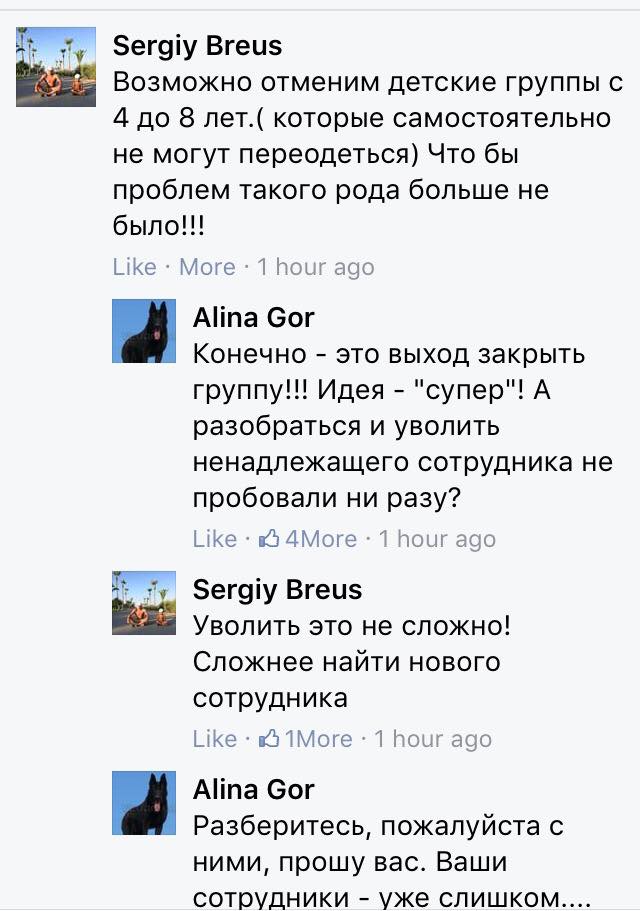 Sergiy Breus
Возможно отменим детские группы с
4 до 8 лет.( которые самостоятельно
не могут переодеться) Что бы
проблем такого рода больше не
было!!!
Like · More · 1 hour ago
Alina Gor
Конечно - это выход закрыть
группу!!! Идея - "супер"! А
разобраться и уволить
ненадлежащего сотрудника не
пробовали ни разу?
Like · 4More · 1 hour ago
Sergiy Breus
Уволить это не сложно!
Сложнее найти нового
сотрудника
Like · 1More · 1 hour ago
Alina Gor
Разберитесь, пожалуйста с
ними, прошу вас. Ваши
сотрудники - уже слишком....